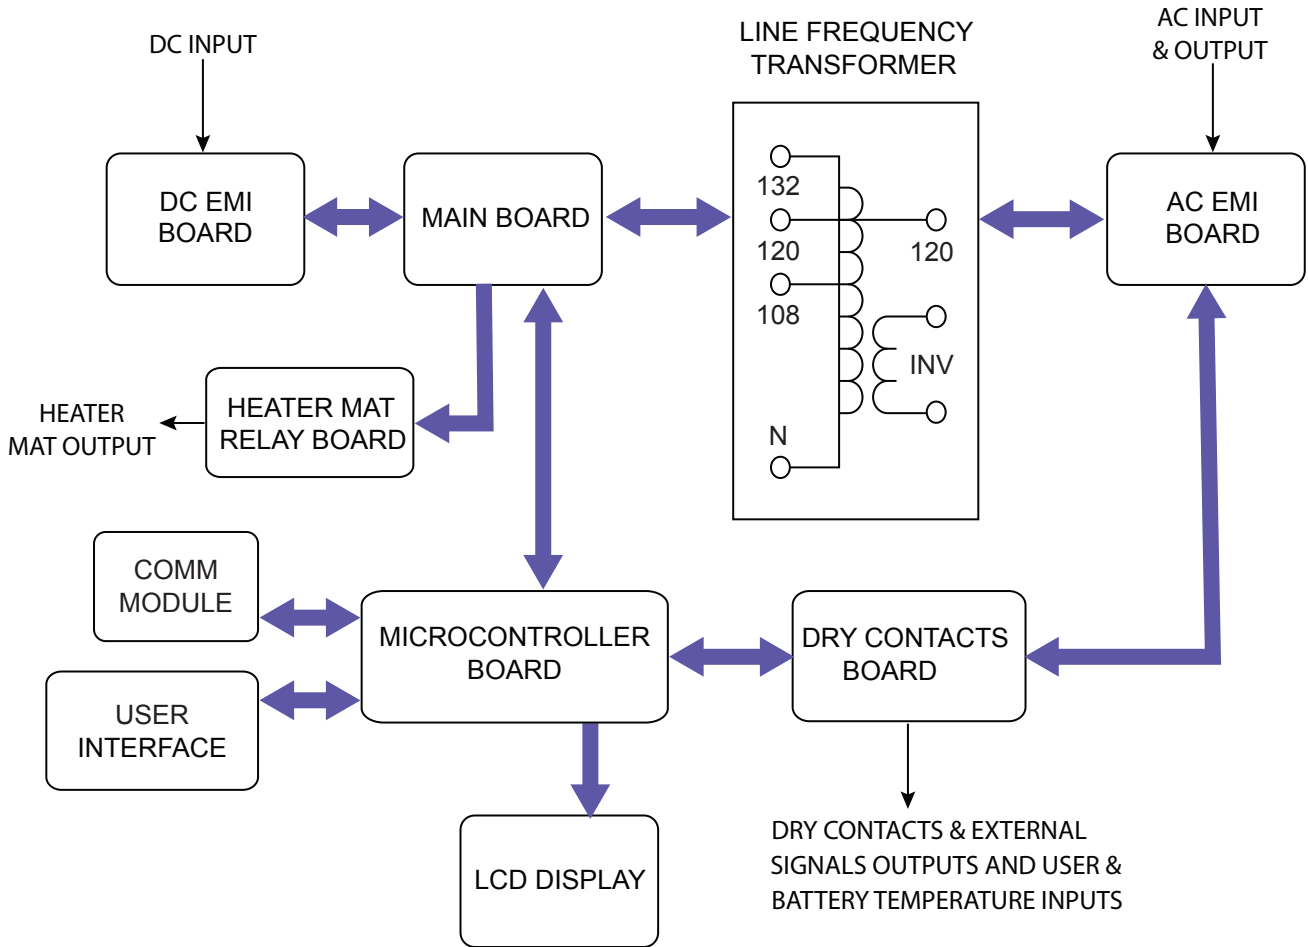 DC INPUT
LINE FREQUENCY
TRANSFORMER
AC INPUT
& OUTPUT
DC EMI
BOARD
MAIN BOARD
132
120
108
N
120
INV
AC EMI
BOARD
HEATER
MAT OUTPUT
HEATER MAT
RELAY BOARD
COMM
MODULE
USER
INTERFACE
MICROCONTROLLER
BOARD
DRY CONTACTS
BOARD
LCD DISPLAY
DRY CONTACTS & EXTERNAL
SIGNALS OUTPUTS AND USER &
BATTERY TEMPERATURE INPUTS